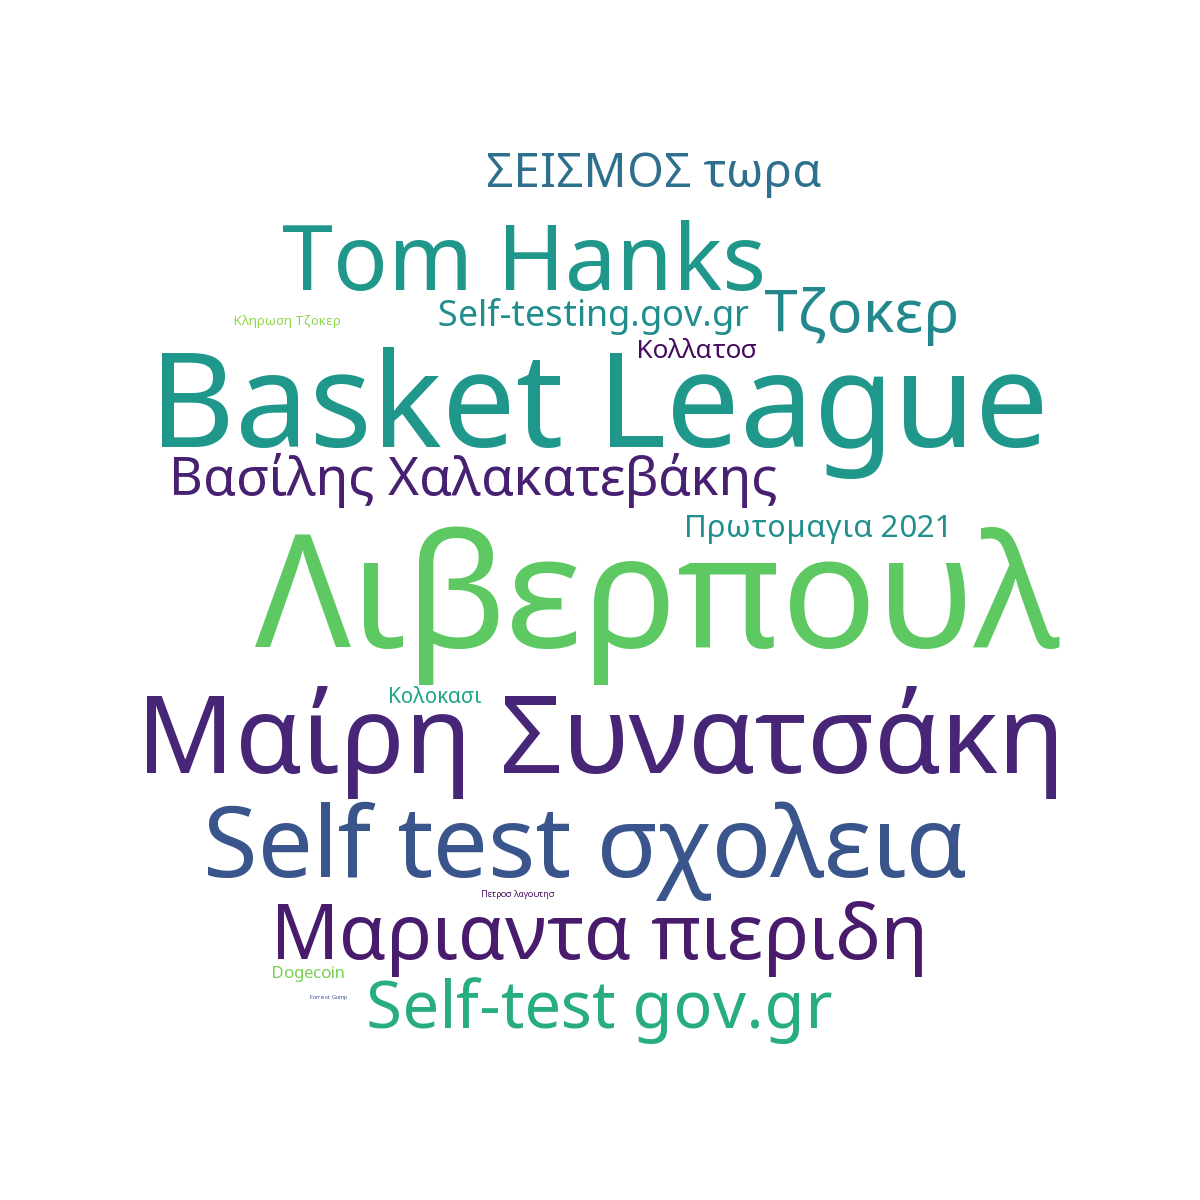 ΣΕΙΣΜΟΣ τωρα
Tom Hanks
Self-testing.gov.gr
Τζοκερ
Κληρωση Τζοκερ
Κολλατοσ
Basket League
Βασίλης Χαλακατεβάκης
Πρωτομαγια 2021
Λιβερπουλ
Κολοκασι
Μαίρη Συνατσάκη
Self test σχολεια
Πετροσ λαγουτησ
Μαριαντα πιεριδη
Dogecoin
Forrest Gump
Self-test gov.gr